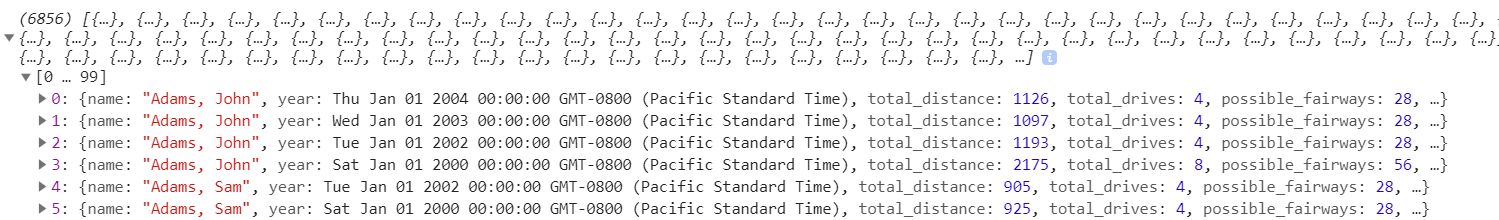 (6856) [{…}, {…}, {…}, {…}, {…}, {…}, {…}, {…}, {…}, {…}, {…}, {…}, {…}, {…}, {…}, {…}, {…}, {…}, {…}, {…}, {…}, {…}, {…}, {…}, {…}, {…}, {…}, {…}, {…}, {…}, {…},
{…}, {…}, {…}, {…}, {…}, {…}, {…}, {…}, {…}, {…}, {…}, {…}, {…}, {…}, {…}, {…}, {…}, {…}, {…}, {…}, {…}, {…}, {…}, {…}, {…}, {…}, {…}, {…}, {…}, {…}, {…}, {…}, {…},
{…}, {…}, {…}, {…}, {…}, {…}, {…}, {…}, {…}, {…}, {…}, {…}, {…}, {…}, {…}, {…}, {…}, {…}, {…}, {…}, {…}, {…}, …] i
[0 … 99]
0: {name: "Adams, John", year: Thu Jan 01 2004 00:00:00 GMT-0800 (Pacific Standard Time), total_distance: 1126, total_drives: 4, possible_fairways: 28, …}
1: {name: "Adams, John", year: Wed Jan 01 2003 00:00:00 GMT-0800 (Pacific Standard Time), total_distance: 1097, total_drives: 4, possible_fairways: 28, …}
2: {name: "Adams, John", year: Tue Jan 01 2002 00:00:00 GMT-0800 (Pacific Standard Time), total_distance: 1193, total_drives: 4, possible_fairways: 28, …}
3: {name: "Adams, John", year: Sat Jan 01 2000 00:00:00 GMT-0800 (Pacific Standard Time), total_distance: 2175, total_drives: 8, possible_fairways: 56, …}
4: {name: "Adams, Sam", year: Tue Jan 01 2002 00:00:00 GMT-0800 (Pacific Standard Time), total_distance: 905, total_drives: 4, possible_fairways: 28, …}
5: {name: "Adams, Sam", year: Sat Jan 01 2000 00:00:00 GMT-0800 (Pacific Standard Time), total_distance: 925, total_drives: 4, possible_fairways: 28, …}